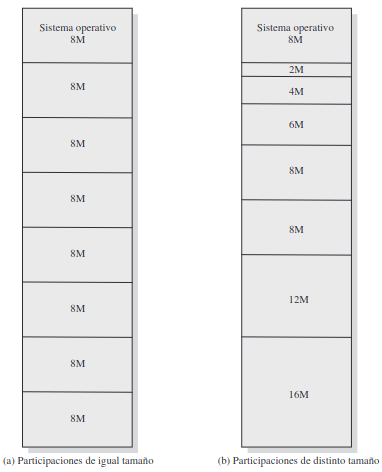 Sistema operativo
8M
8M
8M
8M
8M
8M
8M
8M
(a) Participaciones de igual tamaño
Sistema operativo
8M
2M
4M
6M
8M
8M
12M
16M
(b) Participaciones de distinto tamaño